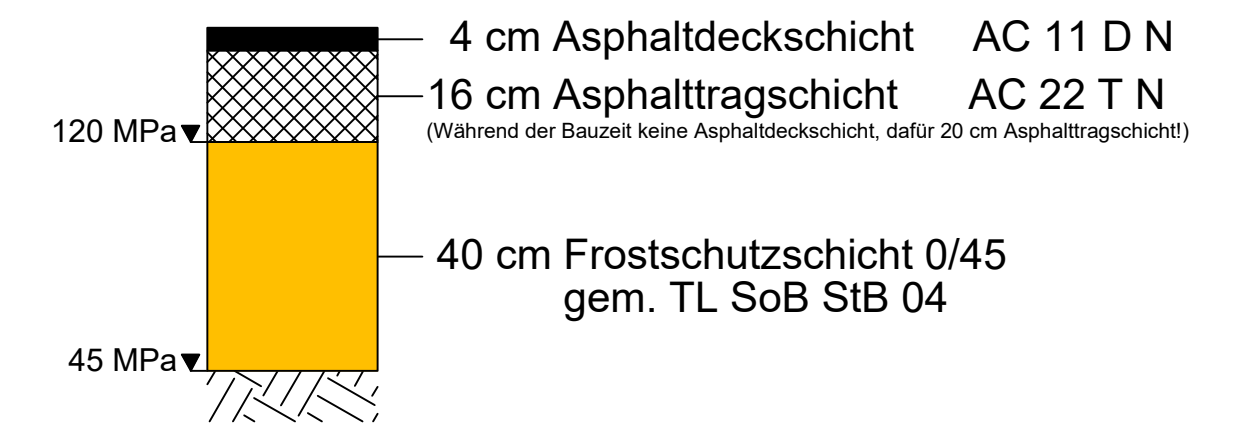 4 cm Asphaltdeckschicht AC 11 D N
16 cm Asphalttragschicht AC 22 T N
(Während der Bauzeit keine Asphaltdeckschicht, dafür 20 cm Asphalttragschicht!)
120 MPa
40 cm Frostschutzschicht 0/45
gem. TL SoB StB 04
45 MPa